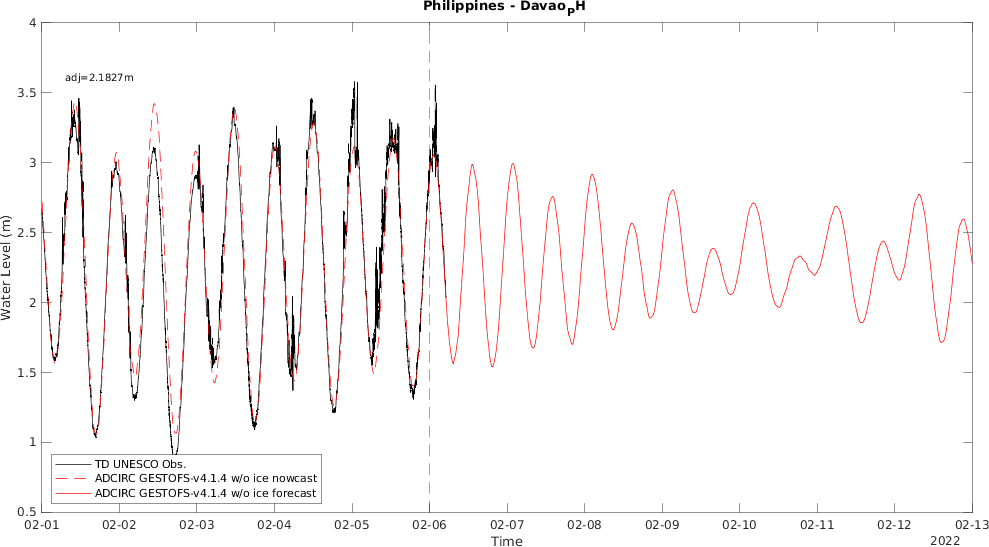 Philippines - Davao_PH
4
adj=2.1827m
3.5
3
2.5
2
1.5
1
0.5
Water Level (m)
TD UNESCO Obs.
ADCIRC GESTOFS-v4.1.4 w/o ice nowcast
ADCIRC GESTOFS-v4.1.4 w/o ice forecast
02-01 02-02 02-03 02-04 02-05 02-06 02-07 02-08 02-09 02-10 02-11 02-12 02-13
Time
2022